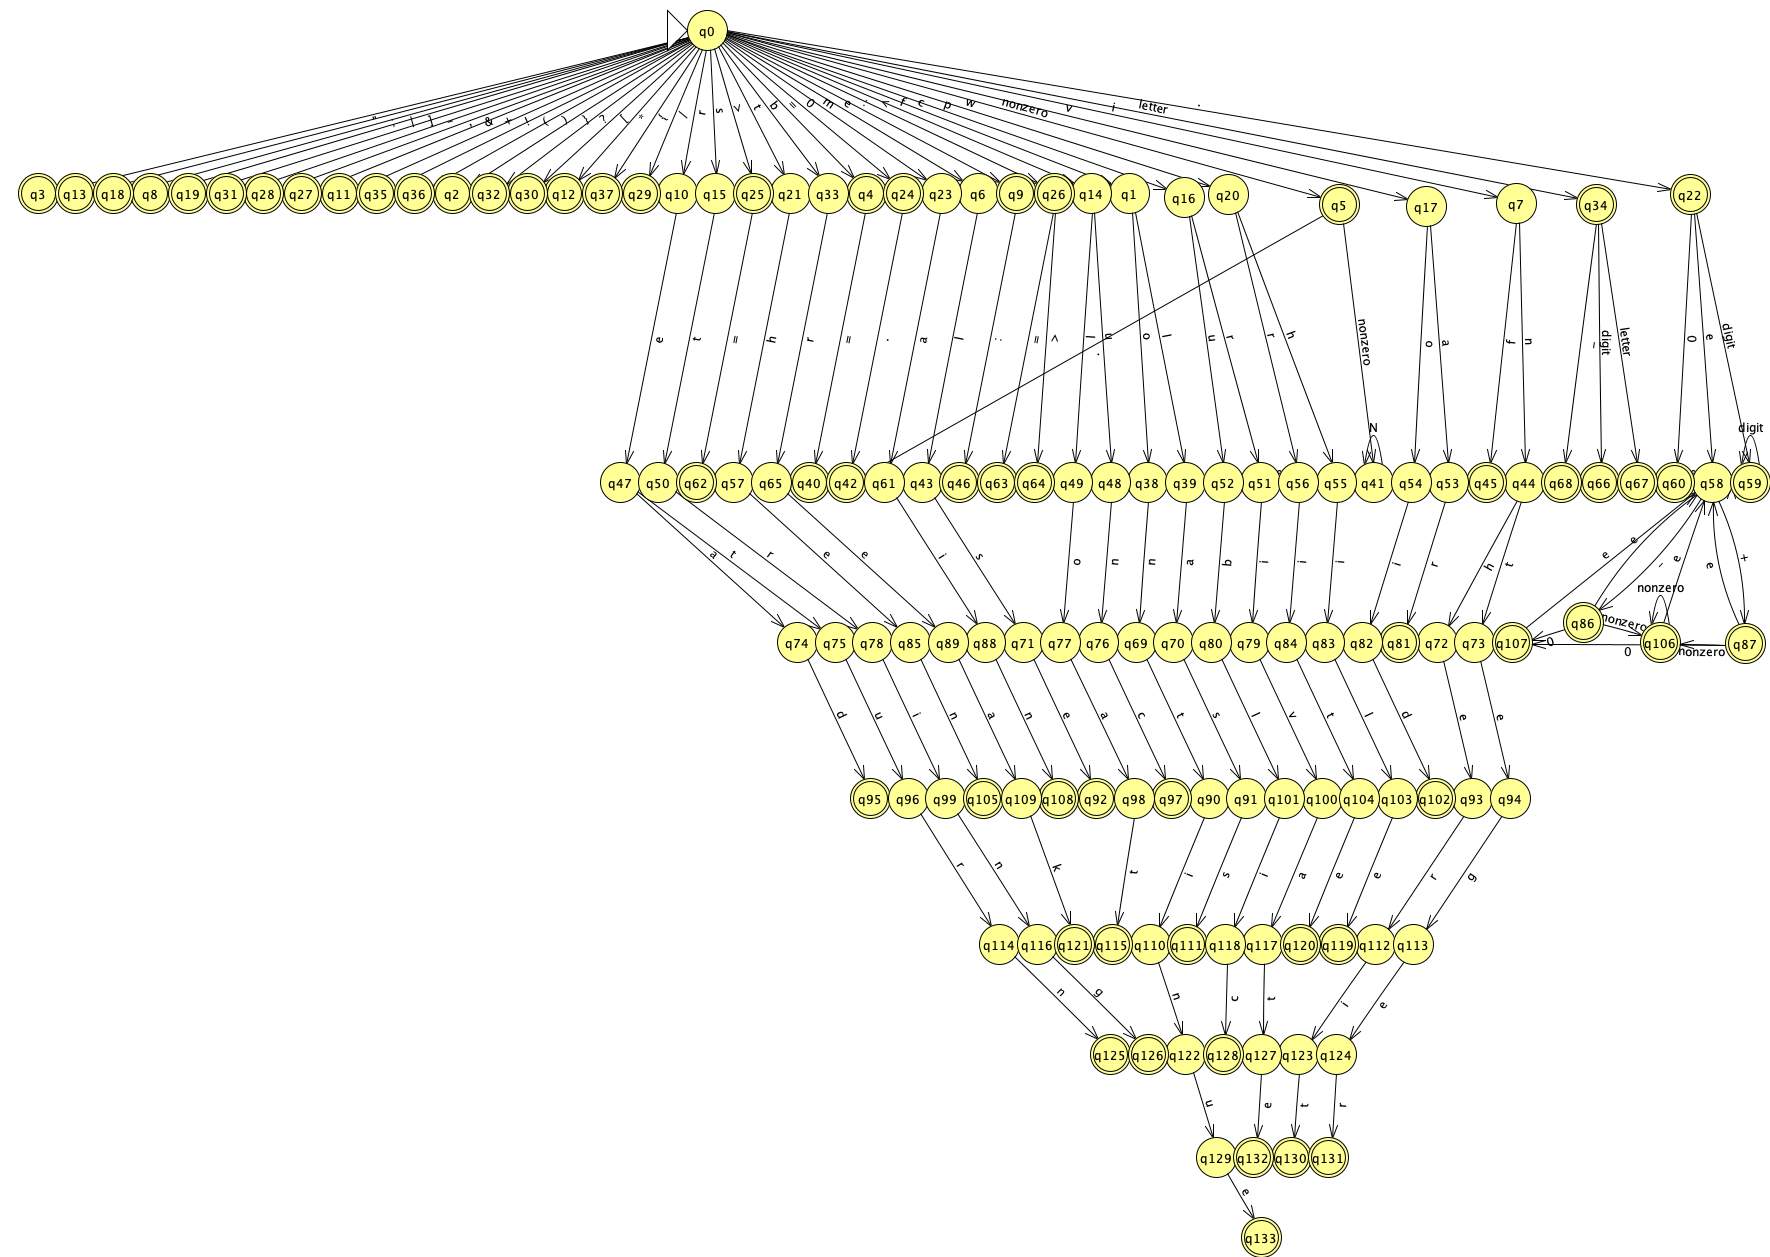 q0
r s v t b = 0 m e : < f c p w nonzero v i letter .
q3 q13 q18 q8 q19 q31 q28 q27 q11 q35 q36 q2 q32 q30 q12 q37 q29 q10 q15 q25 q21 q33 q4 q24 q23 q6 q9 q26 q14 q1 q16 q20 q5 q17 q7 q34 q22
e t = h r = . a l : = > l u . o l u r r h nonzero o a f n _ digit letter 0 e digit
N digit
q47 q50 q62 q57 q65 q40 q42 q61 q43 q46 q63 q64 q49 q48 q38 q39 q52 q51 q56 q55 q41 q54 q53 q45 q44 q68 q66 q67 q60 q58 q59
a t r e e i s o n n a b i i i i r h t e e - e e +
nonzero
nonzero
q74 q75 q78 q85 q89 q88 q71 q77 q76 q69 q70 q80 q79 q84 q83 q82 q81 q72 q73 q107 q86 q106 q87
0 0 nonzero
d u i n a n e a c t s l v t l d e e
q95 q96 q99 q105 q109 q108 q92 q98 q97 q90 q91 q101 q100 q104 q103 q102 q93 q94
r n k t i s i a e e r g
q114 q116 q121 q115 q110 q111 q118 q117 q120 q119 q112 q113
n g n c t i e
q125 q126 q122 q128 q127 q123 q124
u e t r
q129 q132 q130 q131
e
q133